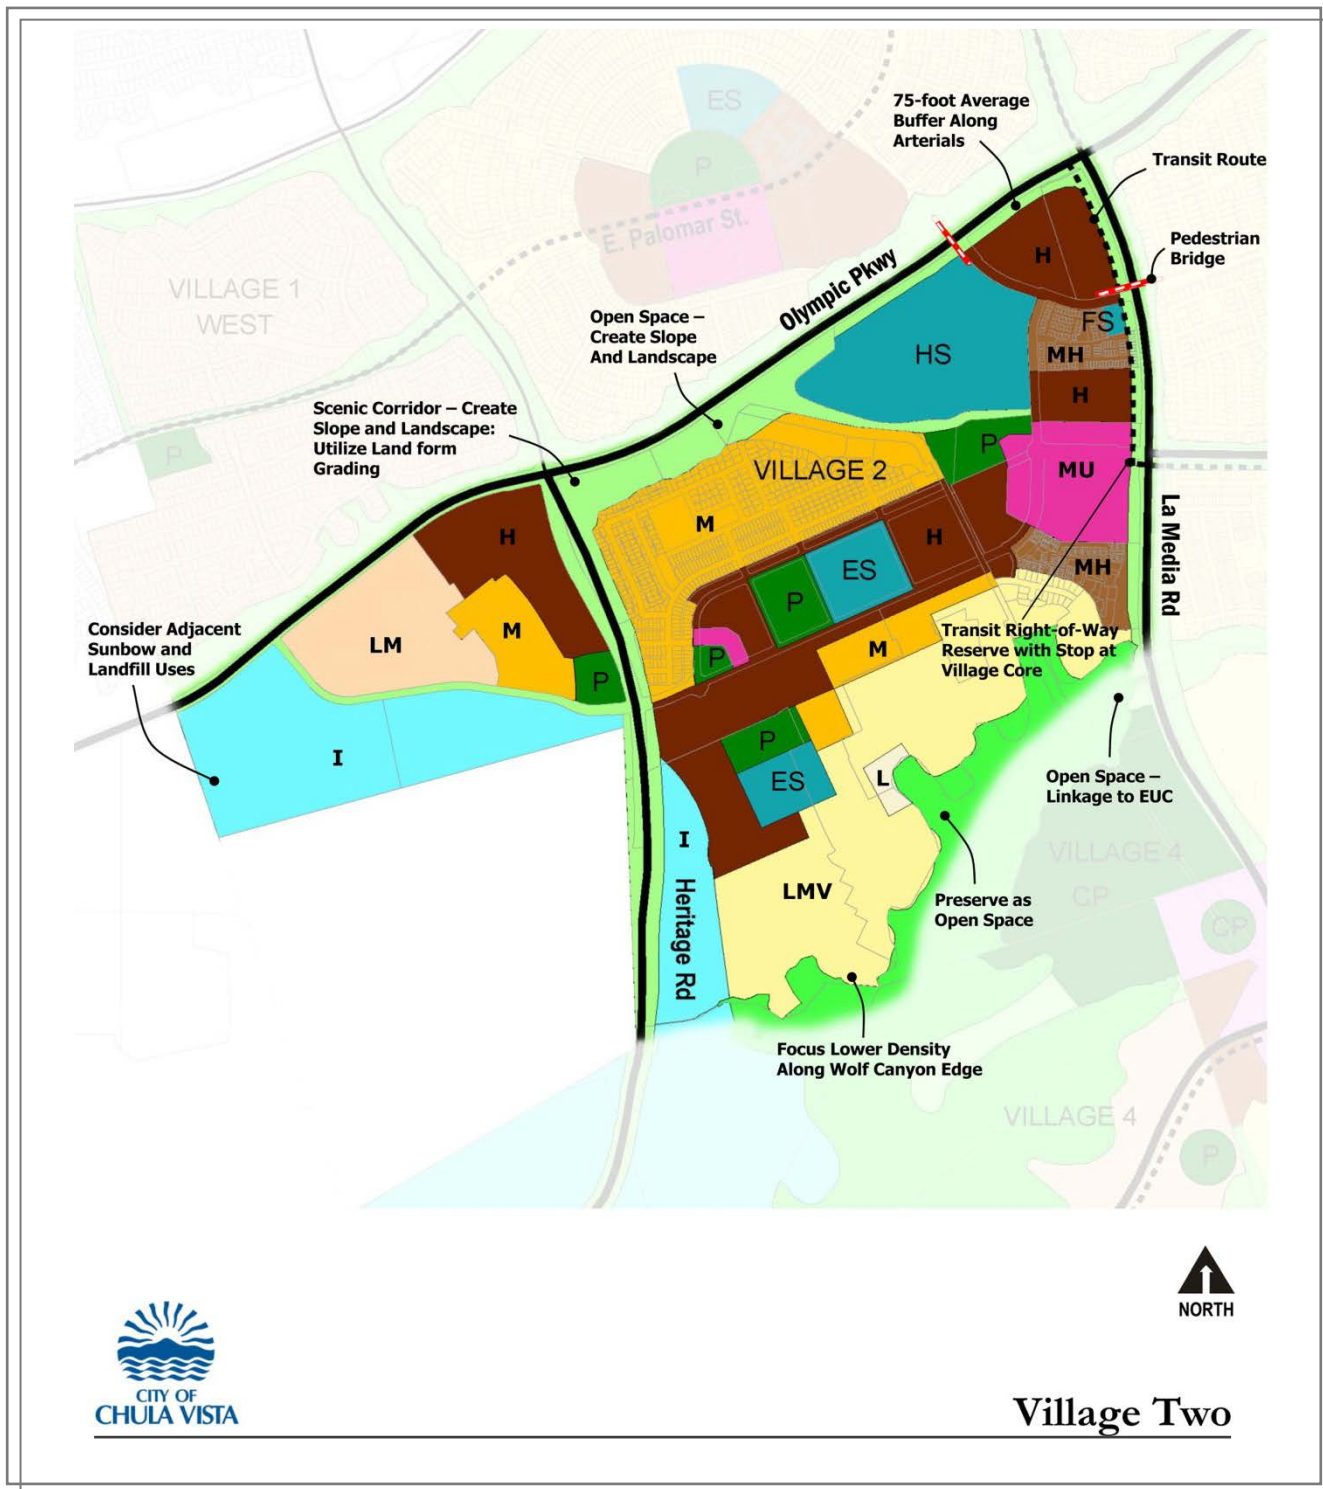 ES
75-foot Average
Buffer Along
Arterials
Transit Route
P
E. Palomar St.
H
Pedestrian
Bridge
VILLAGE 1
WEST
Olympic Pkwy
Open Space –
Create Slope
And Landscape
FS
HS
MH
H
Scenic Corridor – Create
Slope and Landscape:
Utilize Land form
Grading
P
P
VILLAGE 2
MU
M
H
H
La Media Rd
ES
MH
P
Consider Adjacent
Sunbow and
Landfill Uses
LM
M
M
Transit Right-of-Way
Reserve with Stop at
Village Core
P
P
P
I
ES
L
Open Space –
Linkage to EUC
I
VILLAGE 4
CP
LMV
Heritage Rd
Preserve as
Open Space
CP
Focus Lower Density
Along Wolf Canyon Edge
VILLAGE 4
P
NORTH
CITY OF
CHULA VISTA
Village Two